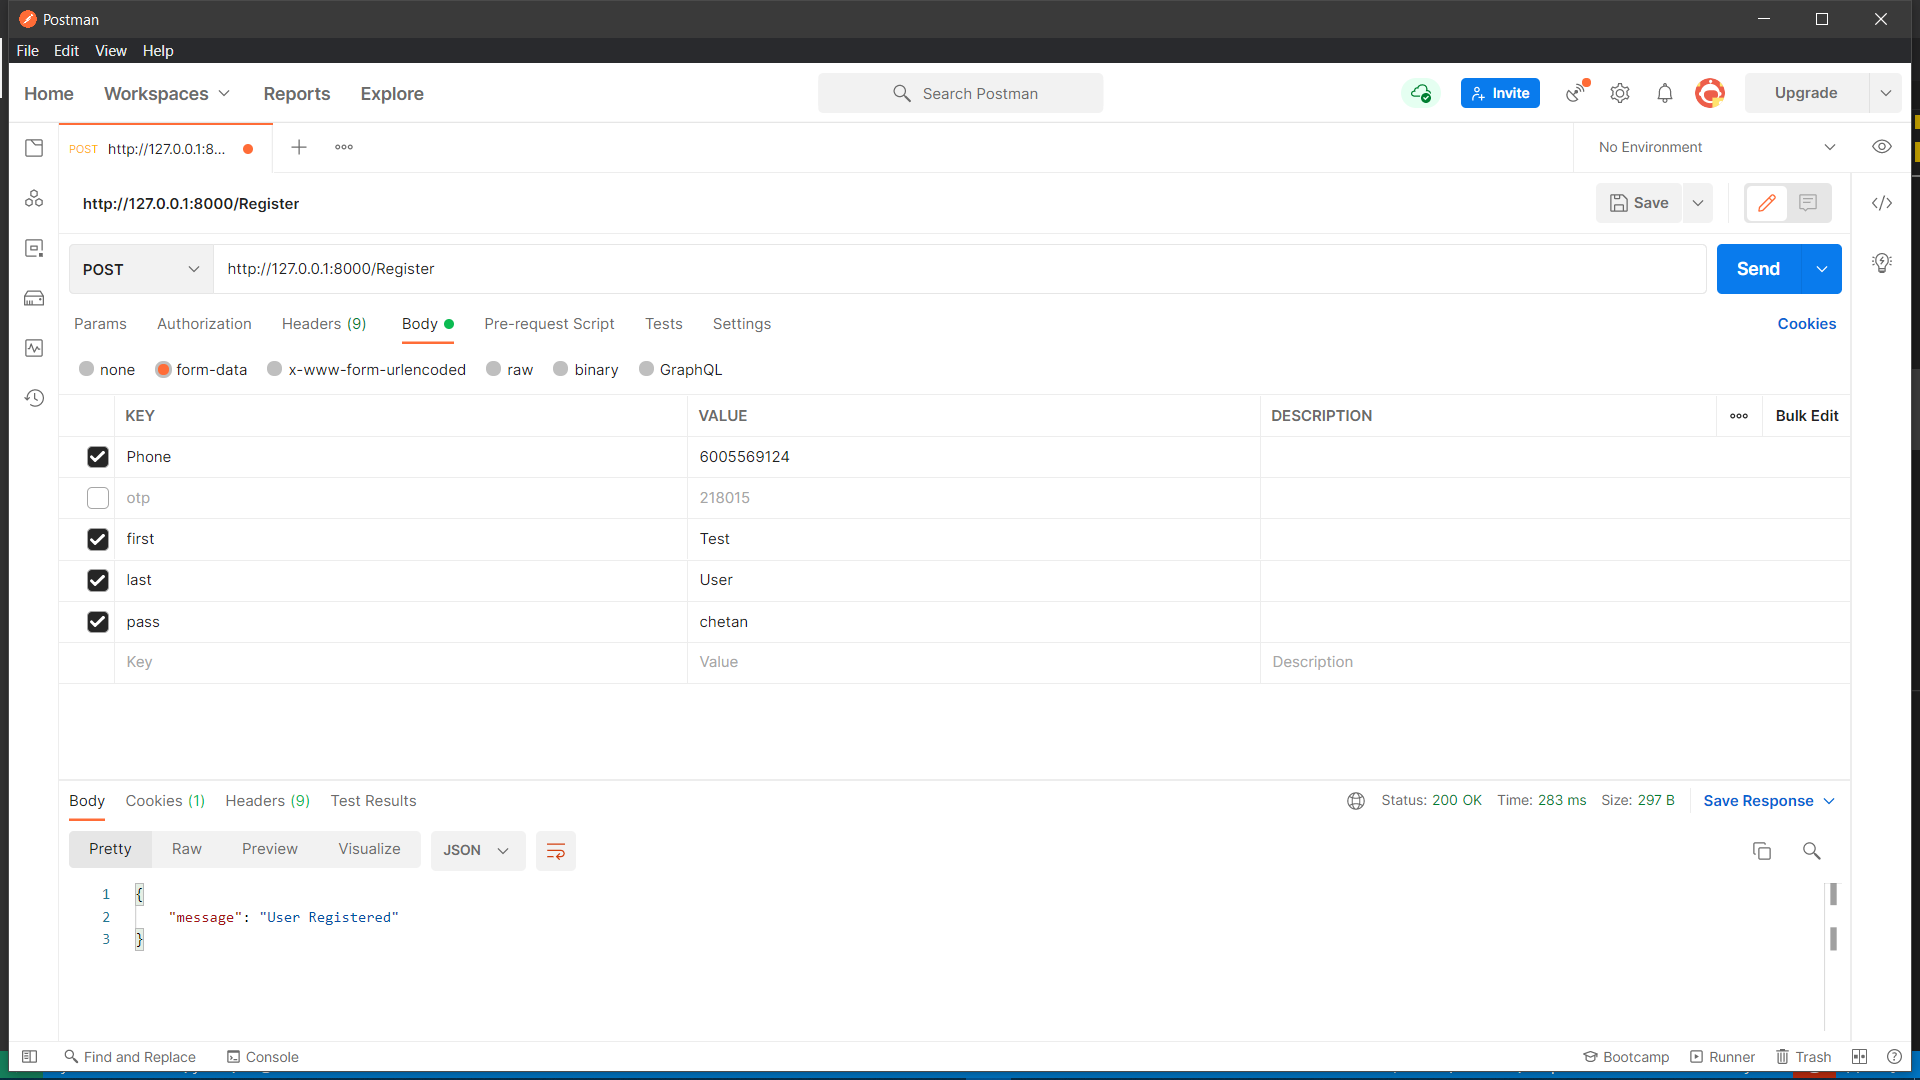 Postman
File Edit View Help
Home Workspaces Reports Explore Search Postman Invite Upgrade
POST http://127.0.0.1:8... No Environment
http://127.0.0.1:8000/Register Save
POST http://127.0.0.1:8000/Register Send
Params Authorization Headers (9) Body Pre-request Script Tests Settings Cookies
none form-data x-www-form-urlencoded raw binary GraphQL
KEY VALUE DESCRIPTION Bulk Edit
Phone 6005569124
otp 218015
first Test
last User
pass chetan
Key Value Description
Body Cookies (1) Headers (9) Test Results Status: 200 OK Time: 283 ms Size: 297 B Save Response
Pretty Raw Preview Visualize JSON
1 {
2 "message": "User Registered"
3 }
Find and Replace Console Bootcamp Runner Trash